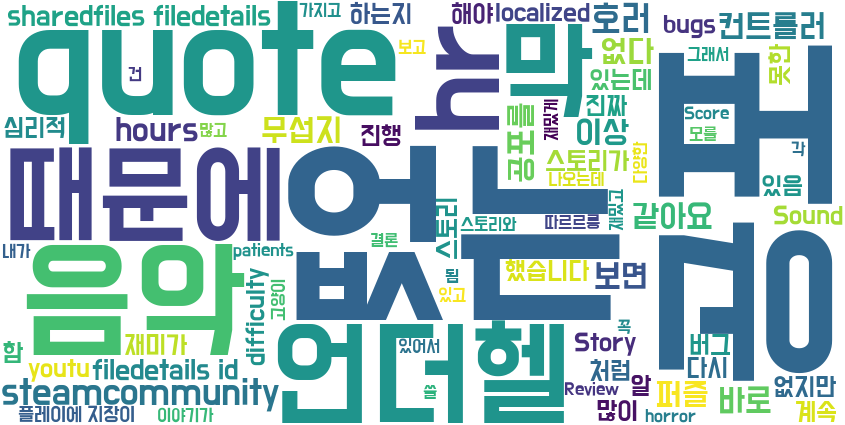 sharedfiles filedetails
가지고
하는지
해야
localized
호러
bugs
컨트롤러
quote
건
보고
hr
막
없다
있는데
그래서
못한
심리적
hours
많고
무섭지
진행
공포를
재밌게
진짜
이상
Score
모를
각
때문에
없는
공포
스토리가
나오는데
다양한
있음
음악
스토리
스토리와
따르르릉
재밌고
같아요
Sound
내가
patients
결론
됨
있고
했습니다
보면
고양이
difficulty
함
재미가
언더헬
있어서
Story
꼭
버그
youtu
filedetails id
처럼
다시
steamcommunity
쓸
Review
알
퍼즐
바로
없지만
플레이에 지장이
이야기가
많이
horror
계속